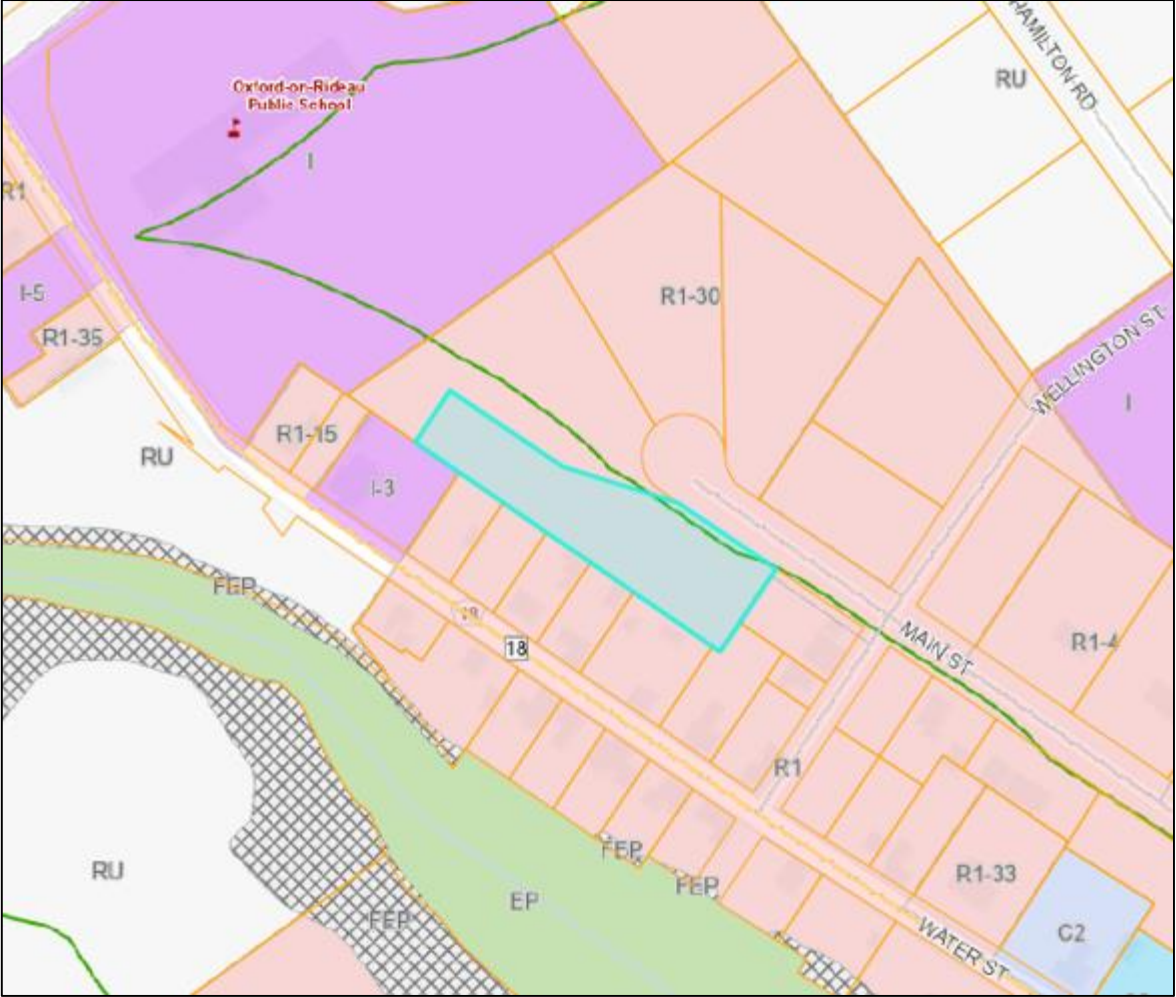 HAMILTON RD
RU
Oxford-on-Rideau
Public School
I
R1
I-5
R1-30
R1-35
WELLINGTON ST
I
R1-15
RU
I-3
FEP
18
18
MAIN ST
R1-4
R1
RU
FEP
R1-33
FEP
EP
FEP
C2
WATER ST